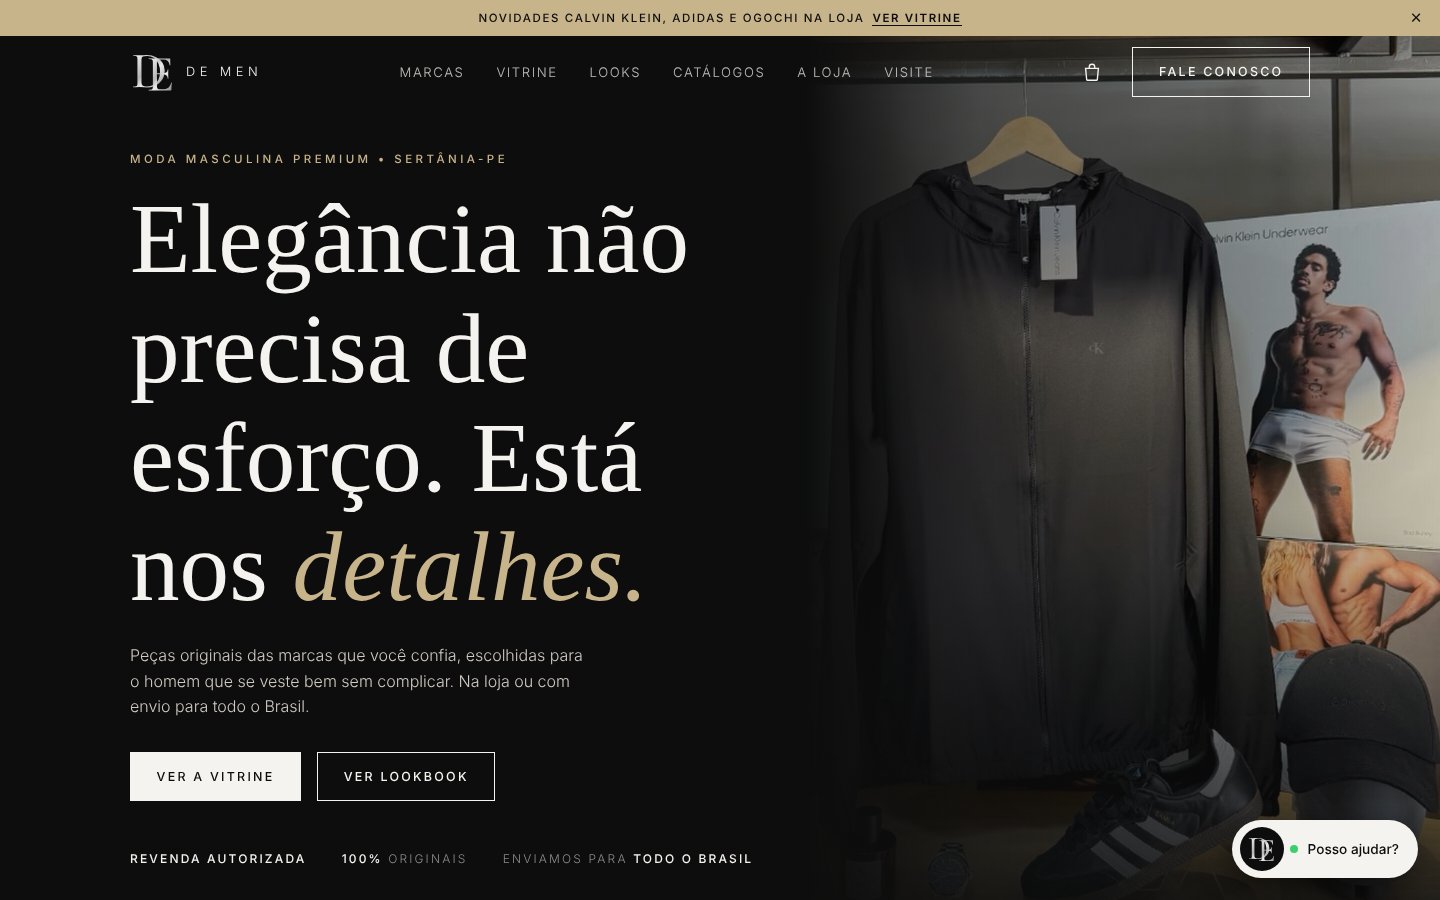 NOVIDADES CALVIN KLEIN, ADIDAS E OGOCHI NA LOJA VER VITRINE ×
DE DE MEN MARCAS VITRINE LOOKS CATÁLOGOS A LOJA VISITE FALE CONOSCO
MODA MASCULINA PREMIUM • SERTÂNIA-PE
Elegância não
precisa de
esforço. Está
nos detalhes.
Calvin Klein Underwear
CK
Peças originais das marcas que você confia, escolhidas para
o homem que se veste bem sem complicar. Na loja ou com
envio para todo o Brasil.
VER A VITRINE VER LOOKBOOK
REVENDA AUTORIZADA 100% ORIGINAIS ENVIAMOS PARA TODO O BRASIL
DE Posso ajudar?